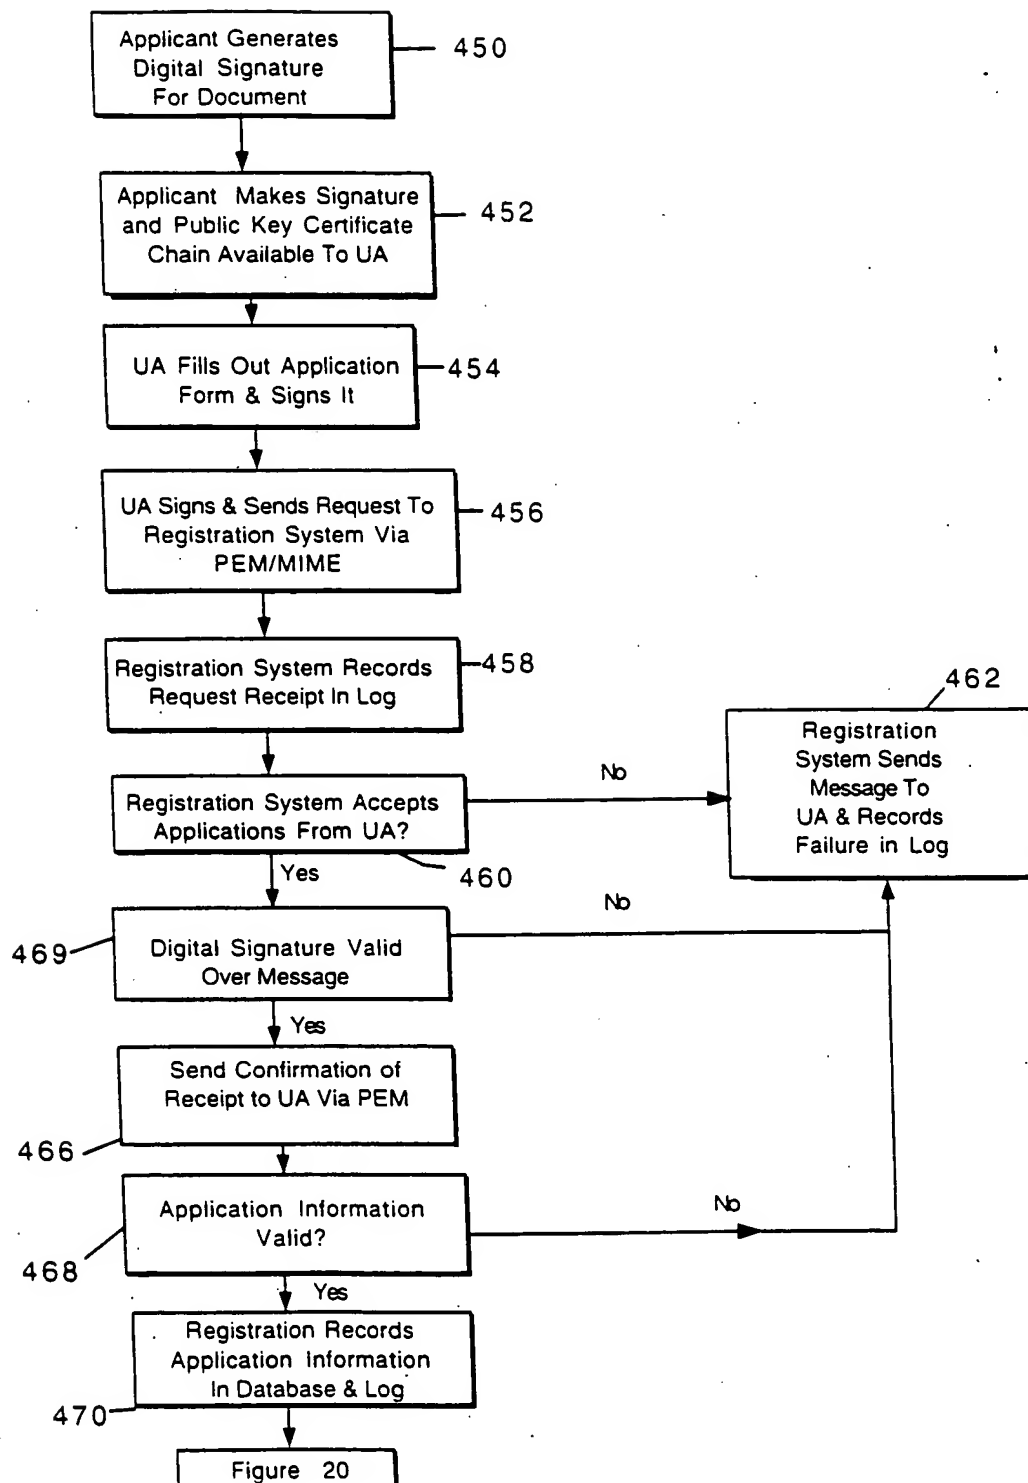 Applicant Generates
Digital Signature
For Document
450
Applicant Makes Signature
and Public Key Certificate
Chain Available To UA
452
UA Fills Out Application
Form & Signs It
454
UA Signs & Sends Request To
Registration System Via
PEM/MIME
456
Registration System Records
Request Receipt In Log
458
462
Registration
System Sends
Message To
UA & Records
Failure in Log
No
Registration System Accepts
Applications From UA?
460
Yes
No
469
Digital Signature Valid
Over Message
Yes
Send Confirmation of
Receipt to UA Via PEM
466
Application Information
Valid?
No
468
Yes
Registration Records
Application Information
In Database & Log
470
Figure 20